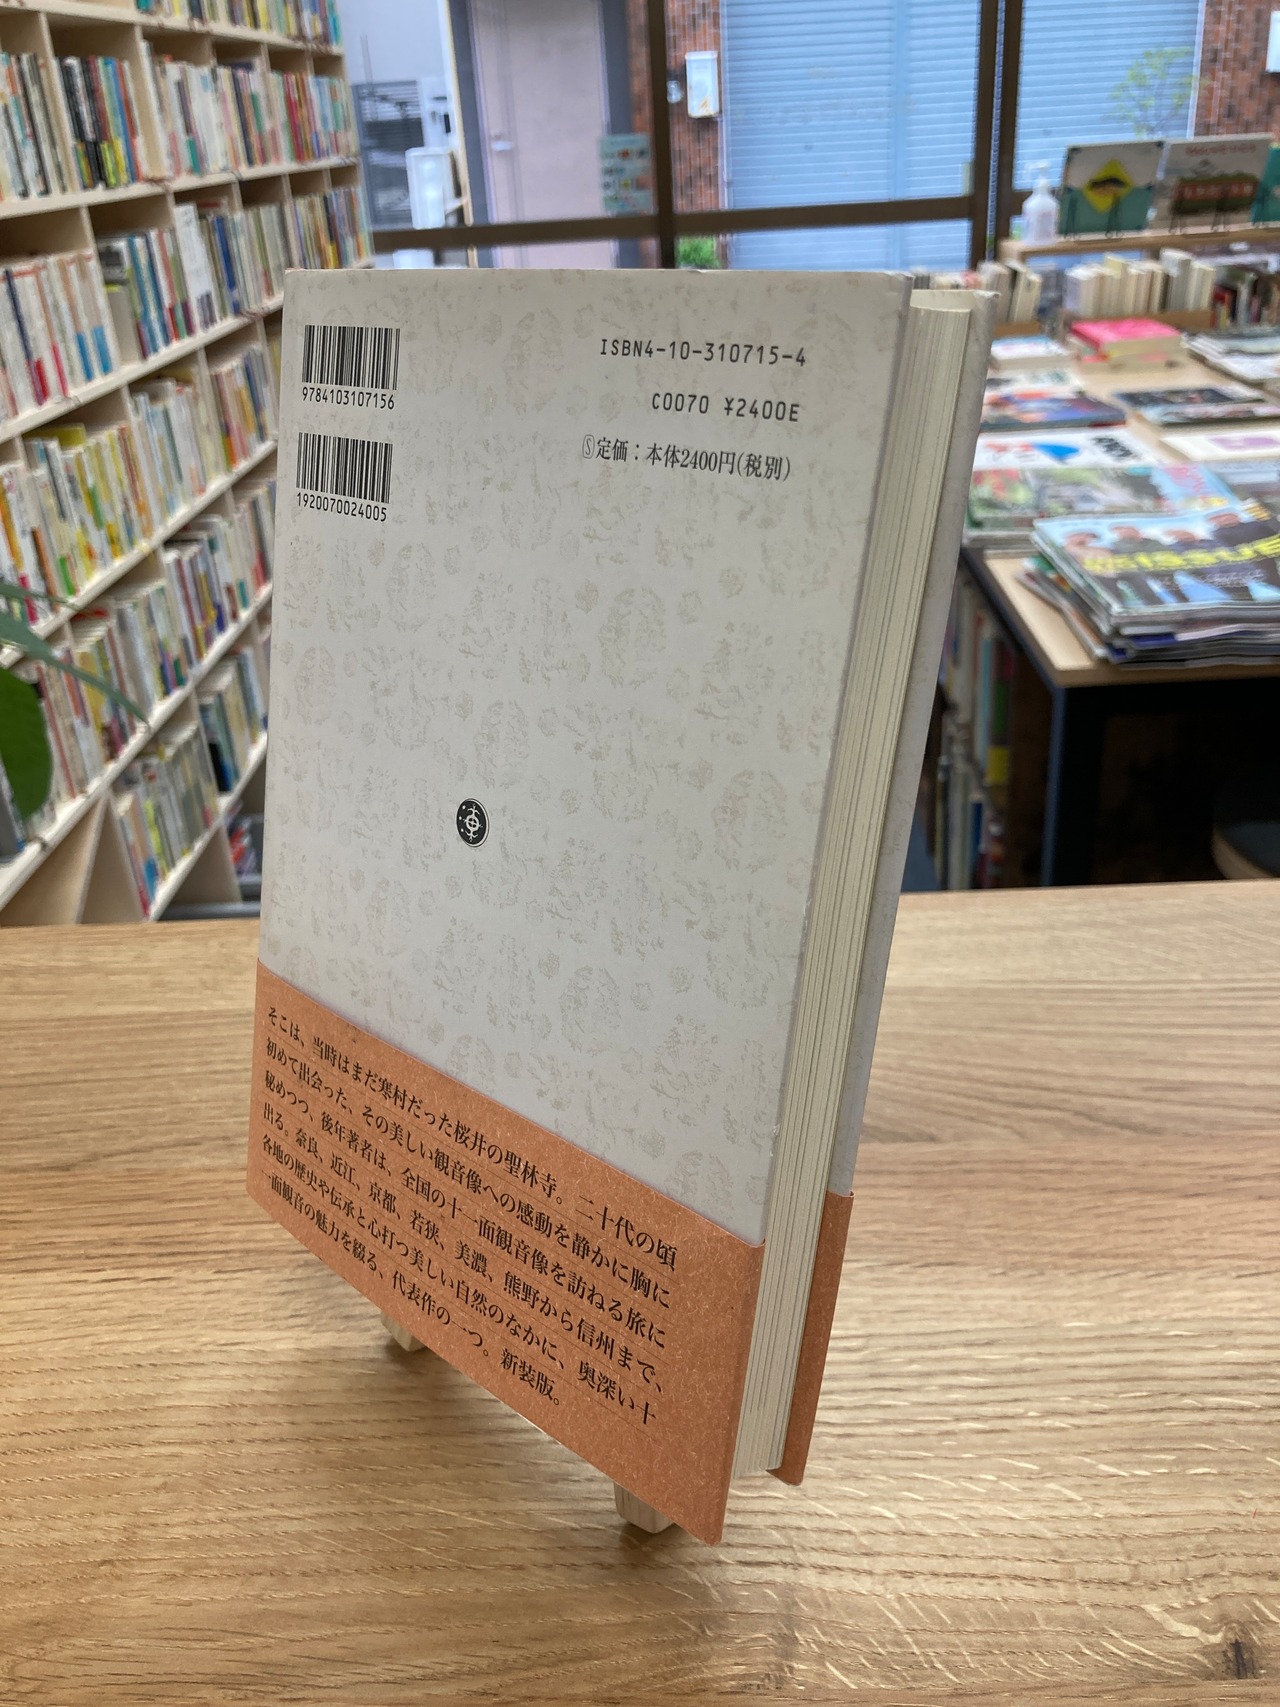 9784103107156
1920070024005
ISBN4-10-310715-4
C0070 ¥2400E
定価：本体2400円(税別)
そこは、当時はまだ寒村だった桜井の聖林寺。二十代の頃
初めて出会った、その美しい観音像への感動を静かに胸に
秘めつつ、後年著者は、全国の十一面観音像を訪ねる旅に
出る。奈良、近江、京都、若狭、美濃、熊野から信州まで、
各地の歴史や伝承と心打つ美しい自然のなかに、奥深い十
一面観音の魅力を綴る、代表作の一つ。新装版。